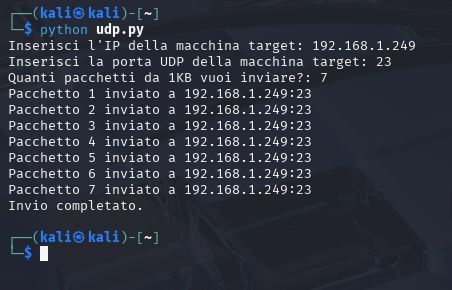 ┌──(kali㉿kali)-[~]
└─$ python udp.py
Inserisci l'IP della macchina target: 192.168.1.249
Inserisci la porta UDP della macchina target: 23
Quanti pacchetti da 1KB vuoi inviare?: 7
Pacchetto 1 inviato a 192.168.1.249:23
Pacchetto 2 inviato a 192.168.1.249:23
Pacchetto 3 inviato a 192.168.1.249:23
Pacchetto 4 inviato a 192.168.1.249:23
Pacchetto 5 inviato a 192.168.1.249:23
Pacchetto 6 inviato a 192.168.1.249:23
Pacchetto 7 inviato a 192.168.1.249:23
Invio completato.
┌──(kali㉿kali)-[~]
└─$